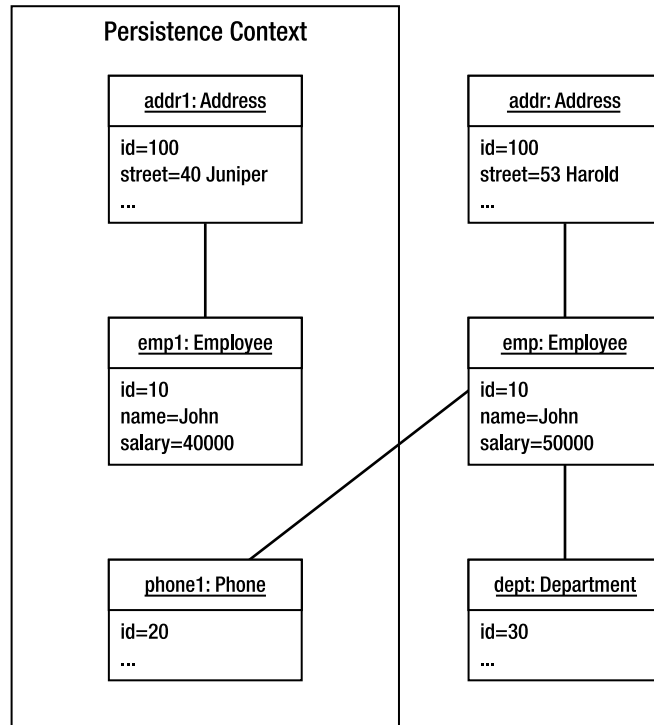 Persistence Context
addr1: Address
id=100
street=40 Juniper
...
emp1: Employee
id=10
name=John
salary=40000
phone1: Phone
id=20
...
addr: Address
id=100
street=53 Harold
...
emp: Employee
id=10
name=John
salary=50000
dept: Department
id=30
...